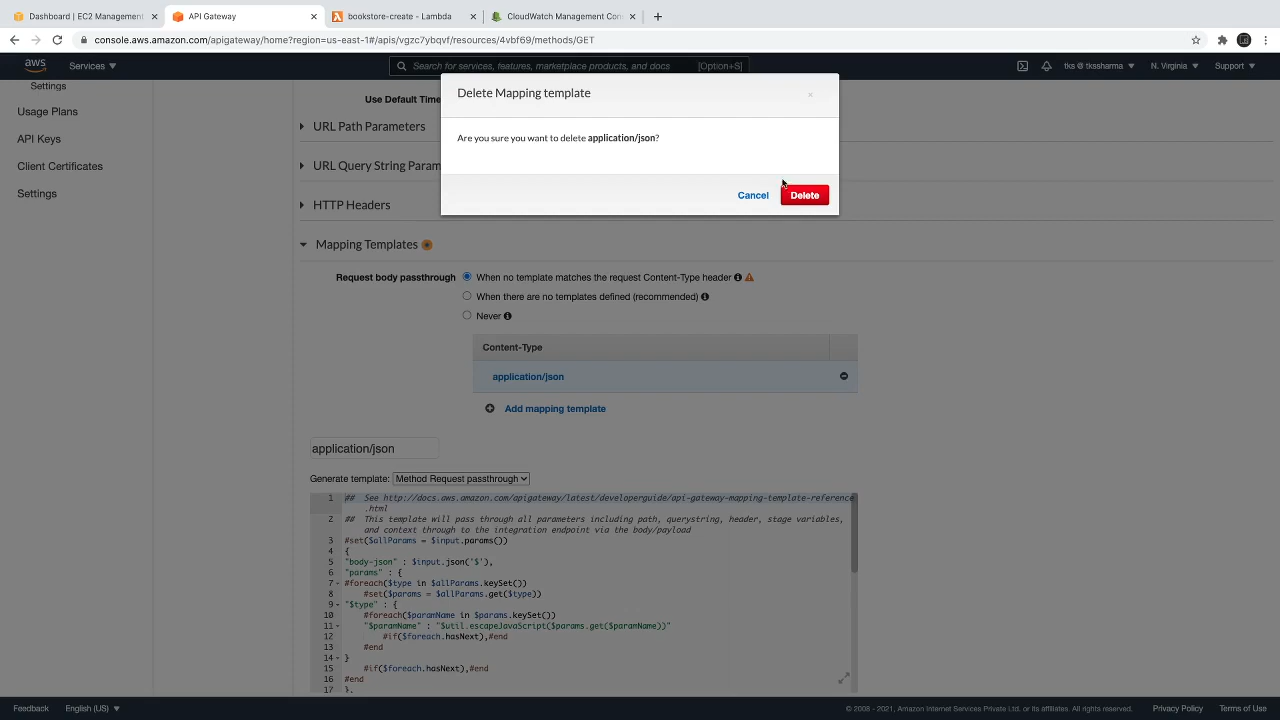 Dashboard | EC2 Management
API Gateway
bookstore-create - Lambda
CloudWatch Management Con
console.aws.amazon.com/apigateway/home?region=us-east-1#/apis/vgzc7ybqvf/resources/4vbf69/methods/GET
aws
Services
Search for services, features, marketplace products, and docs
[Option+S]
tks @ tkssharma
N. Virginia
Support
Settings
Usage Plans
API Keys
Client Certificates
Settings
Use Default Time
URL Path Parameters
URL Query String Param
HTTP Headers
Delete Mapping template
×
Are you sure you want to delete application/json?
Cancel
Delete
Mapping Templates
Request body passthrough
When no template matches the request Content-Type header
When there are no templates defined (recommended)
Never
Content-Type
application/json
Add mapping template
application/json
Generate template: Method Request passthrough
1 ## See http://docs.aws.amazon.com/apigateway/latest/developerguide/api-gateway-mapping-template-reference
.html
2 ## This template will pass through all parameters including path, querystring, header, stage variables,
and context through to the integration endpoint via the body/payload
3 #set($allParams = $input.params())
4 {
5 "body-json" : $input.json('$'),
6 "params" : {
7 #foreach($type in $allParams.keySet())
8 #set($params = $allParams.get($type))
9 "$type" : {
10 #foreach($paramName in $params.keySet())
11 "$paramName" : "$util.escapeJavaScript($params.get($paramName))"
12 #if($foreach.hasNext),#end
13 #end
14 }
15 #if($foreach.hasNext),#end
16 #end
17 },
Feedback
English (US)
© 2008 - 2021, Amazon Internet Services Private Ltd. or its affiliates. All rights reserved.
Privacy Policy
Terms of Use